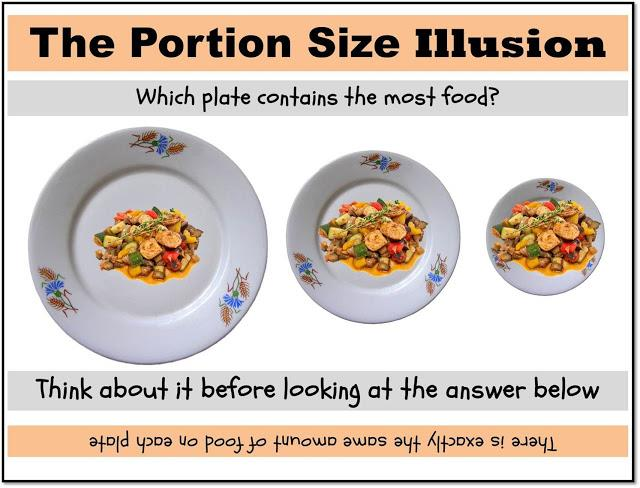 The Portion Size Illusion
Which plate contains the most food?
Think about it before looking at the answer below
There is exactly the same amount of food on each plate